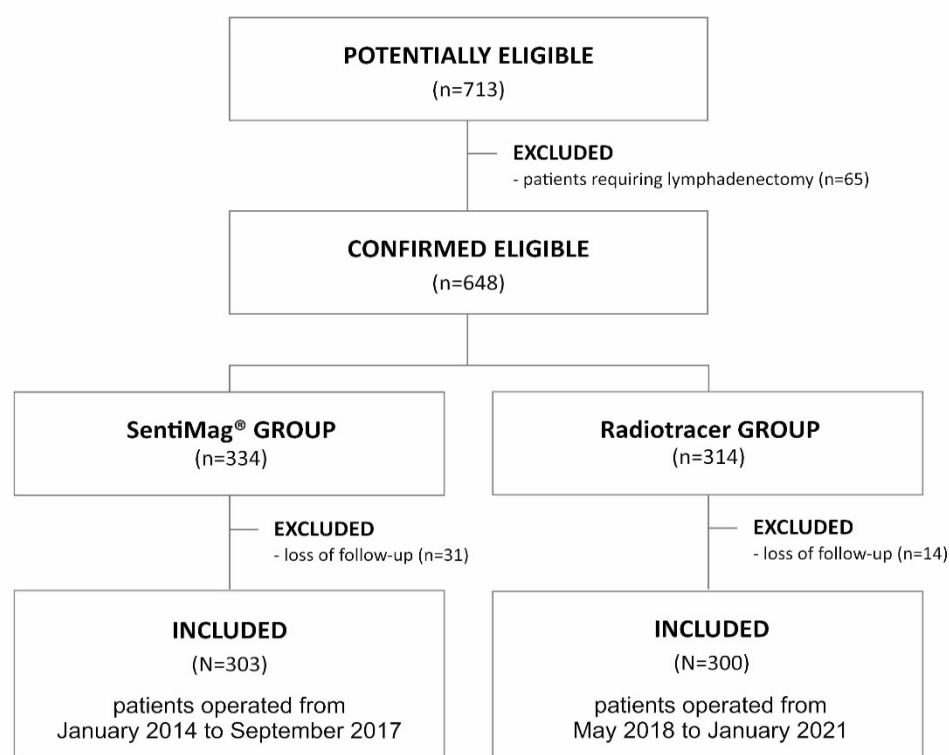 POTENTIALLY ELIGIBLE
(n=713)
EXCLUDED
- patients requiring lymphadenectomy (n=65)
CONFIRMED ELIGIBLE
(n=648)
SentiMag® GROUP
(n=334)
Radiotracer GROUP
(n=314)
EXCLUDED
- loss of follow-up (n=31)
EXCLUDED
- loss of follow-up (n=14)
INCLUDED
(N=303)
patients operated from
January 2014 to September 2017
INCLUDED
(N=300)
patients operated from
May 2018 to January 2021